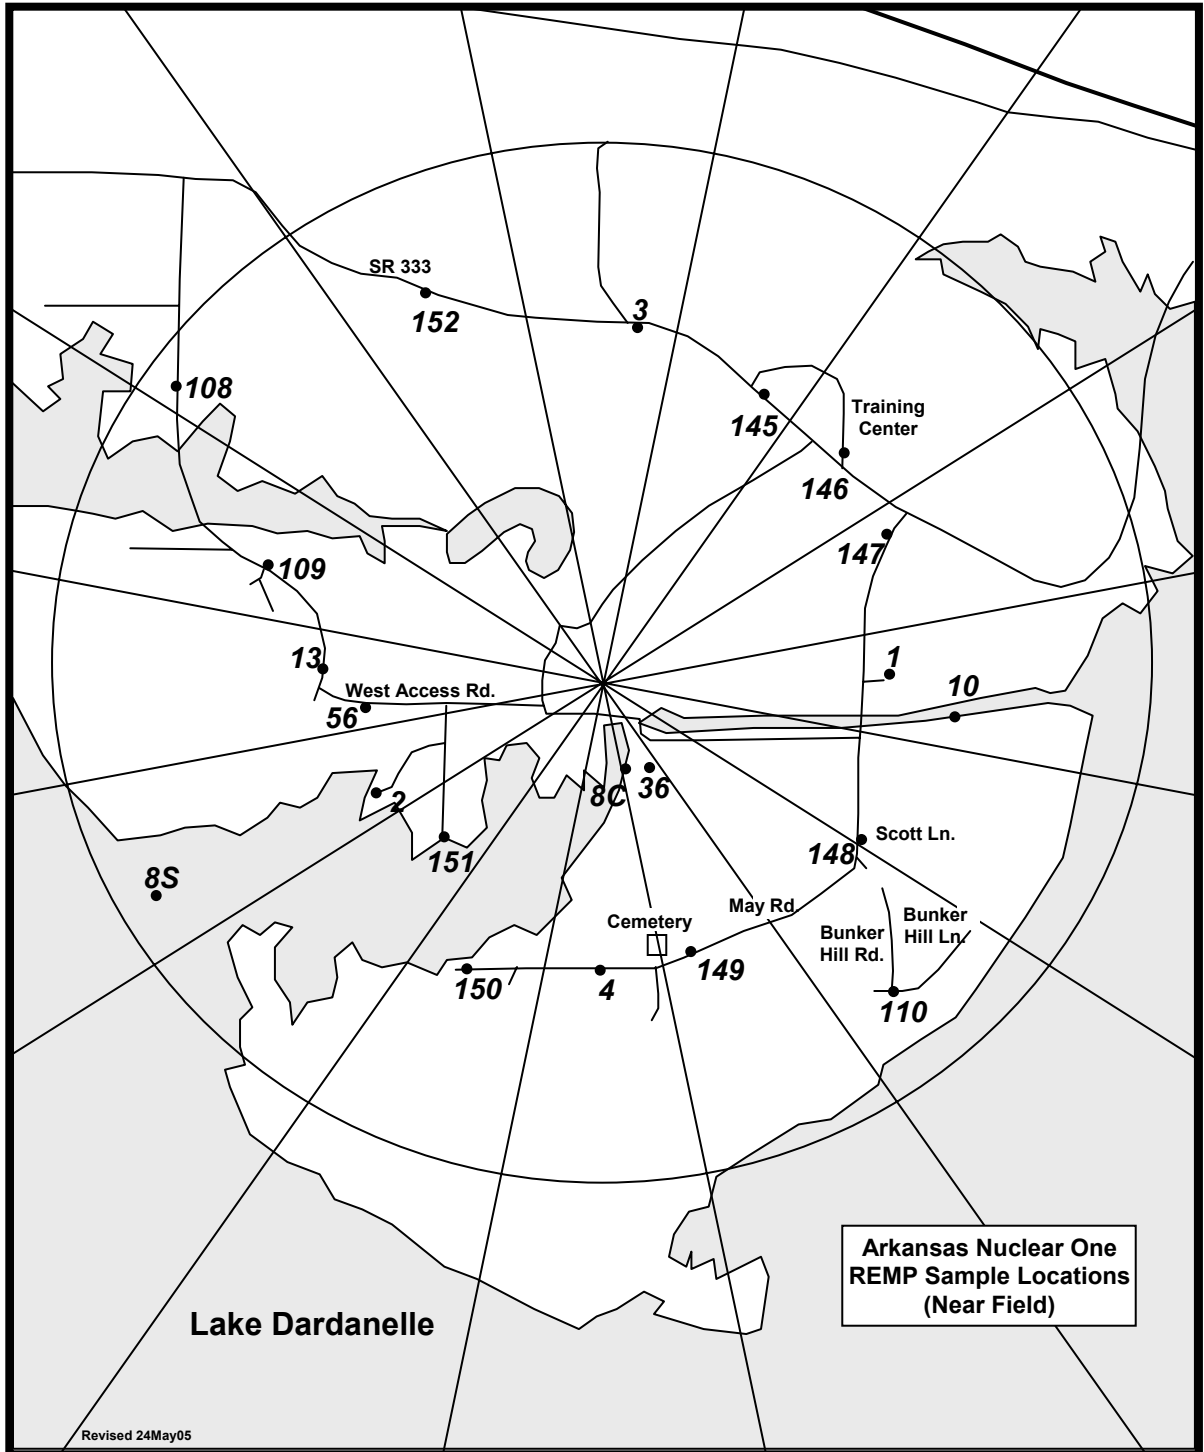 SR 333
152
3
108
145
Training
Center
146
147
109
13
1
West Access Rd.
10
56
2
8C
36
151
Scott Ln.
148
8S
May Rd.
Cemetery
Bunker
Hill Ln.
Bunker
Hill Rd.
149
150
4
110
Arkansas Nuclear One
REMP Sample Locations
(Near Field)
Lake Dardanelle
Revised 24May05